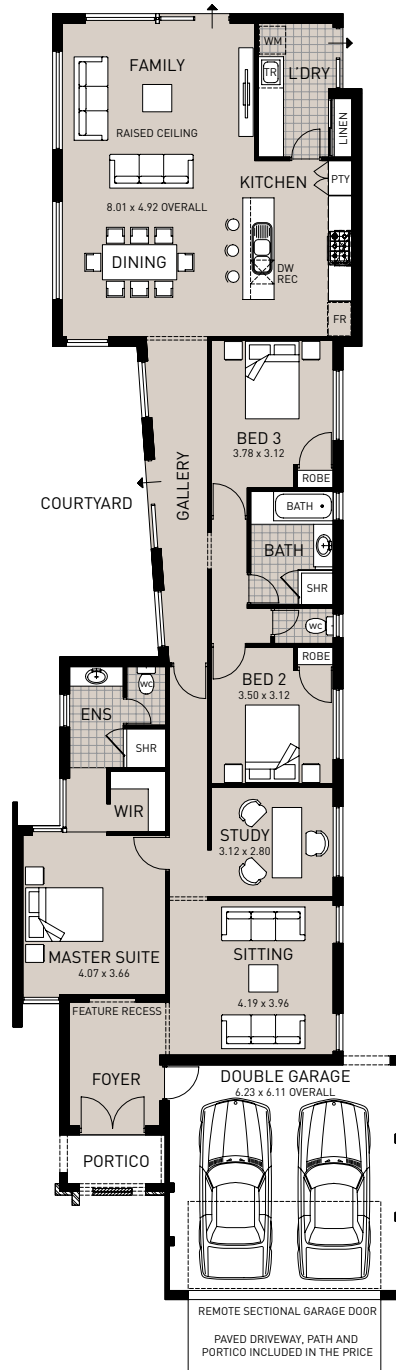 WM
FAMILY
TR
L'DRY
RAISED CEILING
LINEN
KITCHEN
PTY
8.01 x 4.92 OVERALL
DINING
DW
REC
FR
BED 3
3.78 x 3.12
GALLERY
ROBE
COURTYARD
BATH
BATH
SHR
WC
ROBE
BED 2
3.50 x 3.12
WC
ENS
SHR
WIR
STUDY
3.12 x 2.80
MASTER SUITE
4.07 x 3.66
SITTING
4.19 x 3.96
FEATURE RECESS
FOYER
DOUBLE GARAGE
6.23 x 6.11 OVERALL
PORTICO
REMOTE SECTIONAL GARAGE DOOR
PAVED DRIVEWAY, PATH AND
PORTICO INCLUDED IN THE PRICE